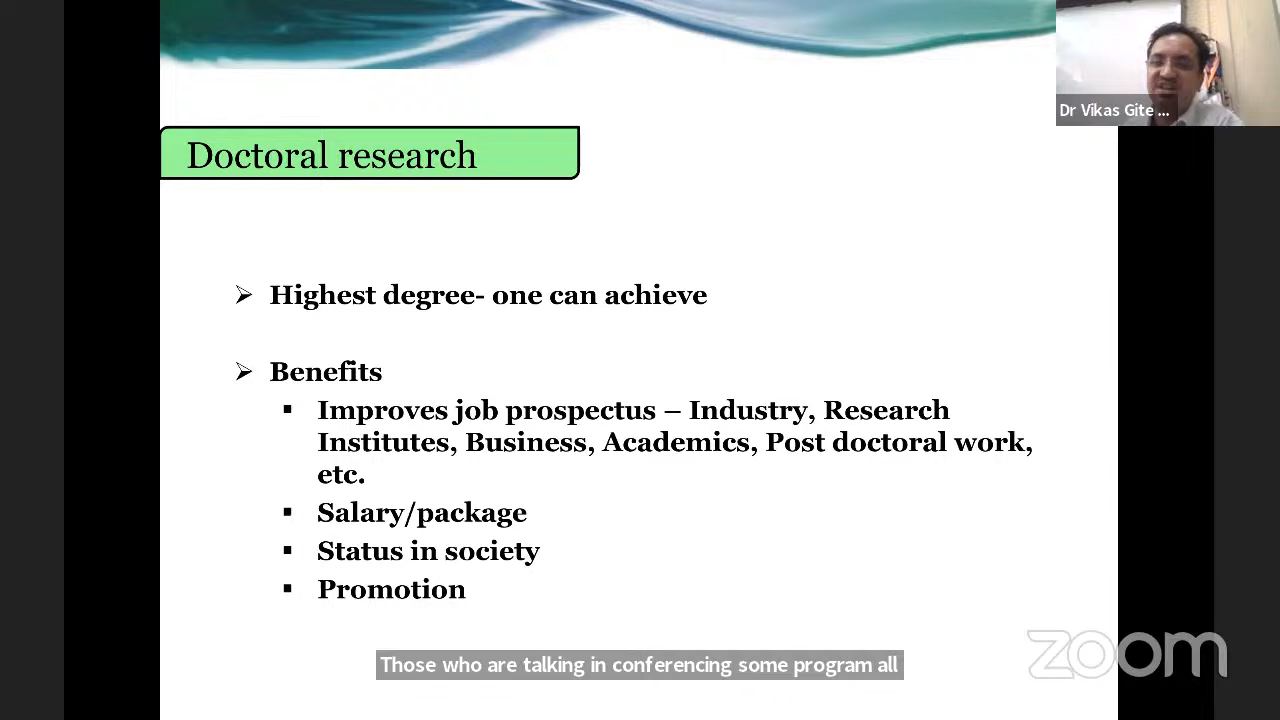 Dr Vikas Gite ...
Doctoral research
Highest degree- one can achieve
Benefits
Improves job prospectus – Industry, Research
Institutes, Business, Academics, Post doctoral work,
etc.
Salary/package
Status in society
Promotion
Those who are talking in conferencing some program all
zoom